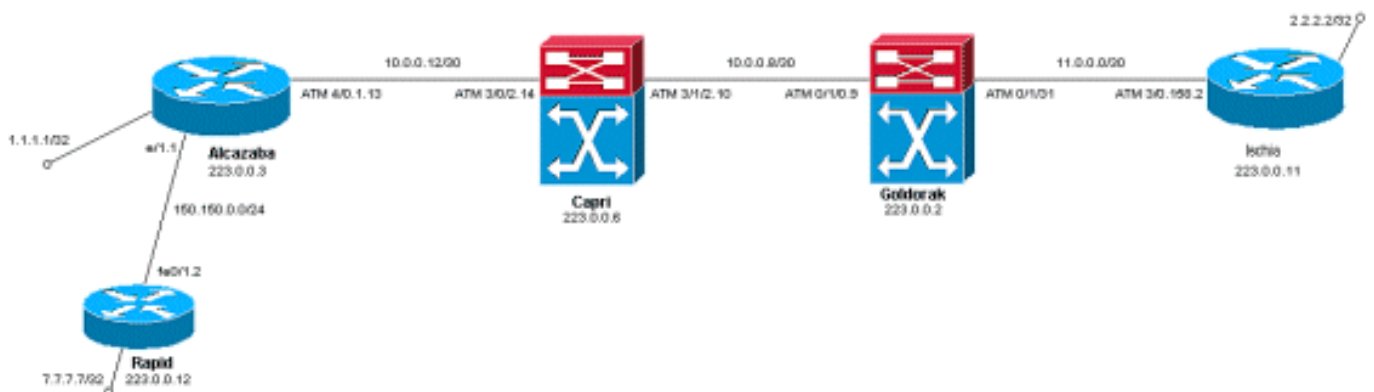 2.2.2.2/32
10.0.0.12/30
10.0.0.8/30
11.0.0.0/30
ATM 4/0.1.13
ATM 3/0/2.14
ATM 3/1/2.10
ATM 0/1/0.9
ATM 0/1/31
ATM
1.1.1.1/32
e/1.1
Alcazaba
223.0.0.3
Capri
223.0.0.6
Goldorak
223.0.0.2
Ischia
223.0.0.11
150.150.0.0/24
fe0/1.2
Rapid
7.7.7.7/32
223.0.0.12